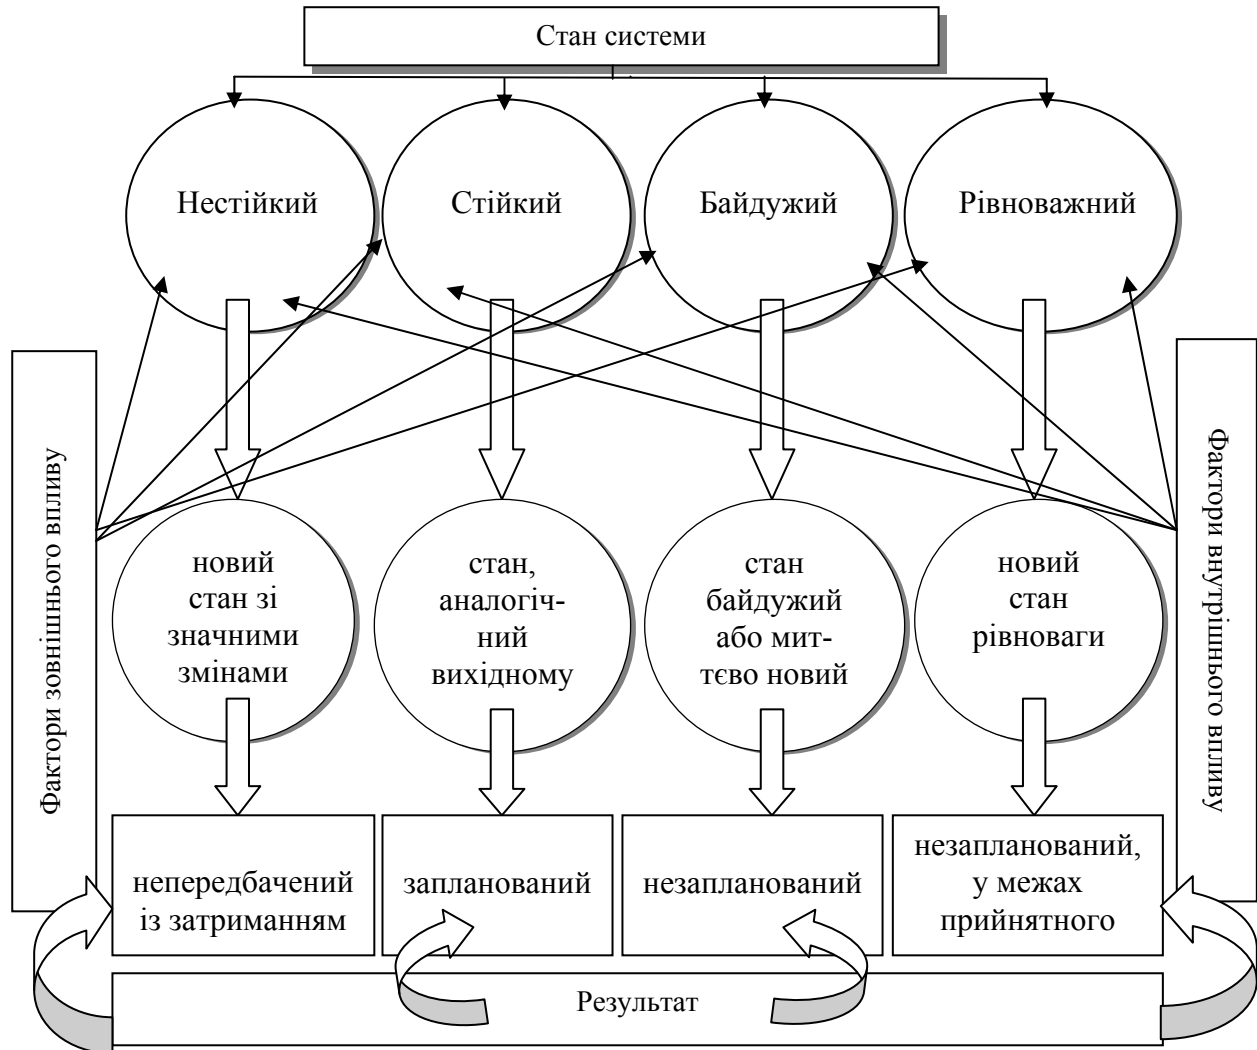 Стан системи
Нестійкий
Стійкий
Байдужий
Рівноважний
Фактори зовнішнього впливу
Фактори внутрішнього впливу
новий
стан зі
значними
змінами
стан,
аналогіч-
ний
вихідному
стан
байдужий
або мит-
тєво новий
новий
стан
рівноваги
непередбачений
із затриманням
запланований
незапланований
незапланований,
у межах
прийнятного
Результат